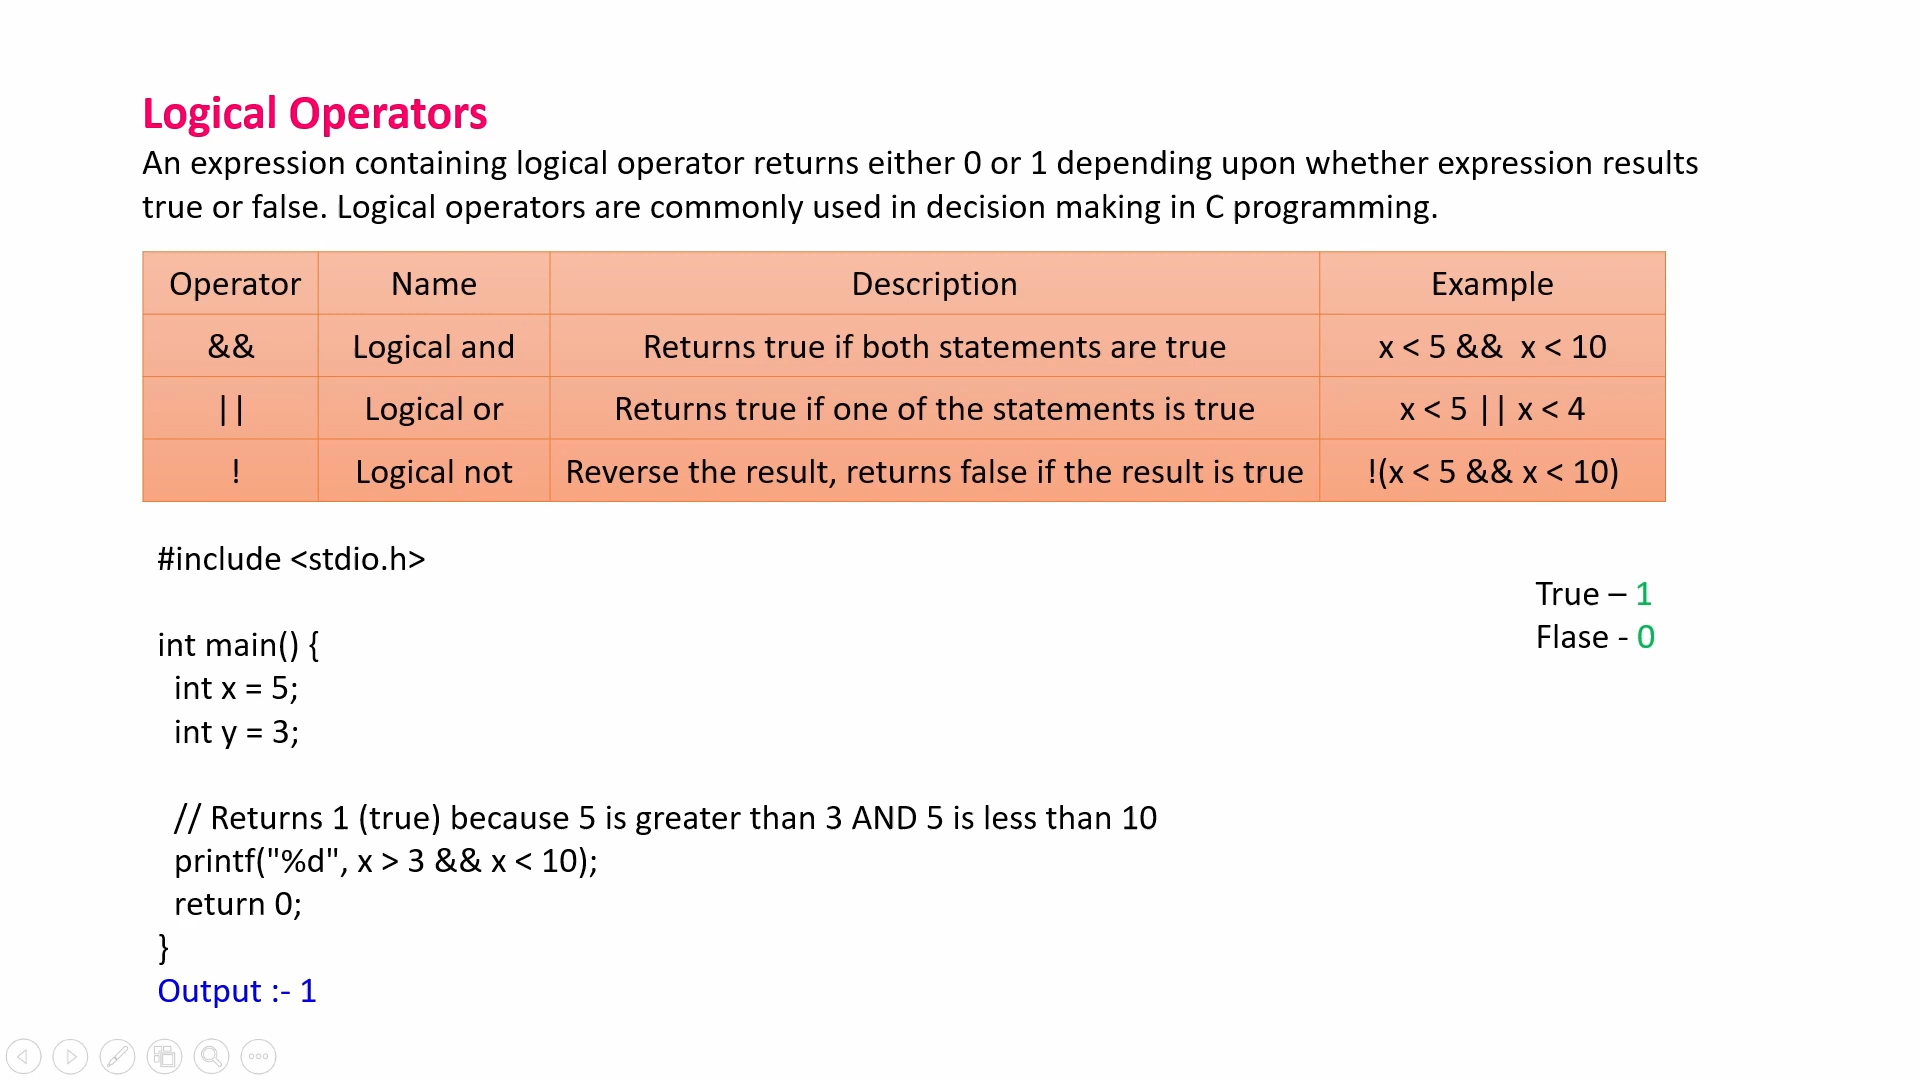 Logical Operators
An expression containing logical operator returns either 0 or 1 depending upon whether expression results
true or false. Logical operators are commonly used in decision making in C programming.
Operator Name Description Example
&& Logical and Returns true if both statements are true x < 5 &&  x < 10
|| Logical or Returns true if one of the statements is true x < 5 || x < 4
! Logical not Reverse the result, returns false if the result is true !(x < 5 && x < 10)
#include <stdio.h>
True – 1
Flase - 0
int main() {
  int x = 5;
  int y = 3;
  // Returns 1 (true) because 5 is greater than 3 AND 5 is less than 10
  printf("%d", x > 3 && x < 10);
  return 0;
}
Output :- 1